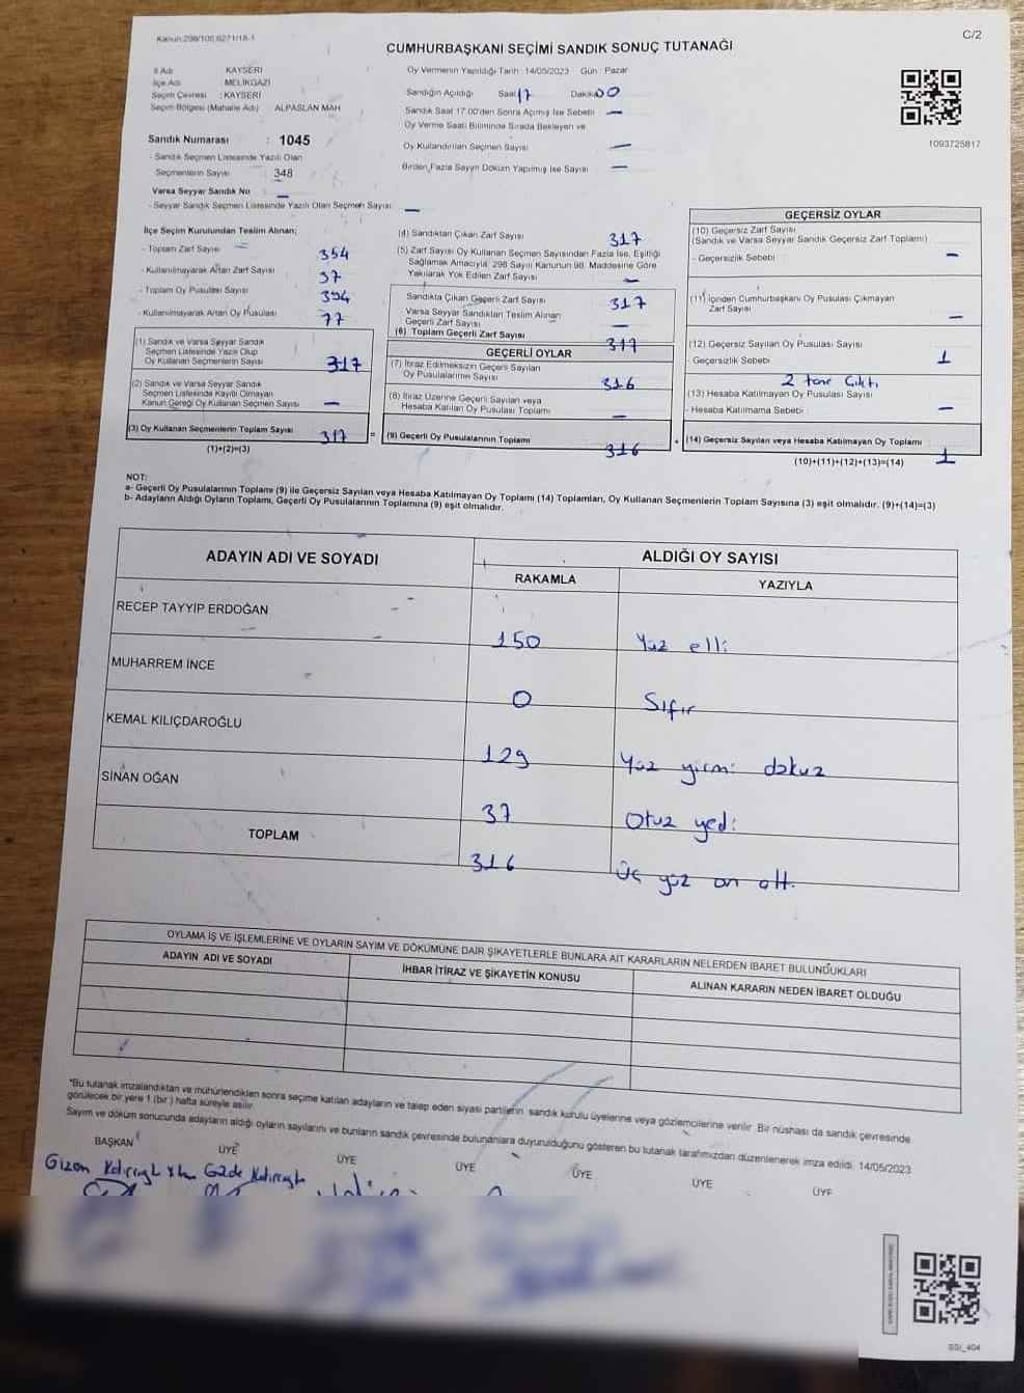 Kanun:298/105,6271/18-1
C/2
CUMHURBAŞKANI SEÇİMİ SANDIK SONUÇ TUTANAĞI
İl Adı KAYSERİ
İlçe Adı MELİKGAZİ
Seçim Çevresi : KAYSERİ
Seçim Bölgesi (Mahalle Adı) ALPASLAN MAH
Sandık Numarası : 1045
- Sandık Seçmen Listesinde Yazılı Olan
Seçmenlerin Sayısı 348
Varsa Seyyar Sandık No –
- Seyyar Sandık Seçmen Listesinde Yazılı Olan Seçmen Sayısı –
Oy Vermenin Yapıldığı Tarih : 14/05/2023 Gün : Pazar
Sandığın Açıldığı Saat 17 Dakika 00
Sandık Saat 17:00'den Sonra Açılmış İse Sebebi –
Oy Verme Saati Bitiminde Sırada Bekleyen ve
Oy Kullandırılan Seçmen Sayısı –
Birden Fazla Sayım Döküm Yapılmış İse Sayısı –
1093725817
İlçe Seçim Kurulundan Teslim Alınan;
- Toplam Zarf Sayısı 354
- Kullanılmayarak Artan Zarf Sayısı 37
- Toplam Oy Pusulası Sayısı 394
- Kullanılmayarak Artan Oy Pusulası 77
(1) Sandık ve Varsa Seyyar Sandık
Seçmen Listesinde Yazılı Olup
Oy Kullanan Seçmenlerin Sayısı 317
(2) Sandık ve Varsa Seyyar Sandık
Seçmen Listesinde Kayıtlı Olmayan
Kanun Gereği Oy Kullanan Seçmen Sayısı –
(3) Oy Kullanan Seçmenlerin Toplam Sayısı 317 =
(1)+(2)=(3)
(4) Sandıktan Çıkan Zarf Sayısı 317
(5) Zarf Sayısı Oy Kullanan Seçmen Sayısından Fazla İse, Eşitliği
Sağlamak Amacıyla; 298 Sayılı Kanunun 98. Maddesine Göre
Yakılarak Yok Edilen Zarf Sayısı –
Sandıkta Çıkan Geçerli Zarf Sayısı 317
Varsa Seyyar Sandıkları Teslim Alınan
Geçerli Zarf Sayısı –
(6) Toplam Geçerli Zarf Sayısı 317
GEÇERLİ OYLAR
(7) İtiraz Edilmeksizin Geçerli Sayılan
Oy Pusulalarının Sayısı 316
(8) İtiraz Üzerine Geçerli Sayılan veya
Hesaba Katılan Oy Pusulası Toplamı –
(9) Geçerli Oy Pusulalarının Toplamı 316 +
GEÇERSİZ OYLAR
(10) Geçersiz Zarf Sayısı
(Sandık ve Varsa Seyyar Sandık Geçersiz Zarf Toplamı)
- Geçersizlik Sebebi –
(11) İçinden Cumhurbaşkanı Oy Pusulası Çıkmayan
Zarf Sayısı –
(12) Geçersiz Sayılan Oy Pusulası Sayısı
- Geçersizlik Sebebi 1
2 tane Çıktı
(13) Hesaba Katılmayan Oy Pusulası Sayısı
- Hesaba Katılmama Sebebi –
(14) Geçersiz Sayılan veya Hesaba Katılmayan Oy Toplamı 1
(10)+(11)+(12)+(13)=(14)
NOT:
a- Geçerli Oy Pusulalarının Toplamı (9) ile Geçersiz Sayılan veya Hesaba Katılmayan Oy Toplamı (14) Toplamları, Oy Kullanan Seçmenlerin Toplam Sayısına (3) eşit olmalıdır. (9)+(14)=(3)
b- Adayların Aldığı Oyların Toplamı, Geçerli Oy Pusulalarının Toplamına (9) eşit olmalıdır.
ADAYIN ADI VE SOYADI ALDIĞI OY SAYISI
RAKAMLA YAZIYLA
RECEP TAYYİP ERDOĞAN 150 Yüz elli
MUHARREM İNCE 0 Sıfır
KEMAL KILIÇDAROĞLU 129 Yüz yirmi dokuz
SİNAN OĞAN 37 Otuz yedi
TOPLAM 316 Üç yüz on altı
OYLAMA İŞ VE İŞLEMLERİNE VE OYLARIN SAYIM VE DÖKÜMÜNE DAİR ŞİKAYETLERLE BUNLARA AİT KARARLARIN NELERDEN İBARET BULUNDUKLARI
ADAYIN ADI VE SOYADI İHBAR İTİRAZ VE ŞİKAYETİN KONUSU ALINAN KARARIN NEDEN İBARET OLDUĞU
*Bu tutanak imzalandıktan ve mühürlendikten sonra seçime katılan adayların ve talep eden siyasi partilerin sandık kurulu üyelerine veya gözlemcilerine verilir. Bir nüshası da sandık çevresinde
görülecek bir yere 1 (bir) hafta süreyle asılır.
Sayım ve döküm sonucunda adayların aldığı oyların sayılarını ve bunların sandık çevresinde bulunanlara duyurulduğunu gösteren bu tutanak tarafımızdan düzenlenerek imza edildi. 14/05/2023
BAŞKAN ÜYE ÜYE ÜYE ÜYE ÜYE ÜYE
SSI_404